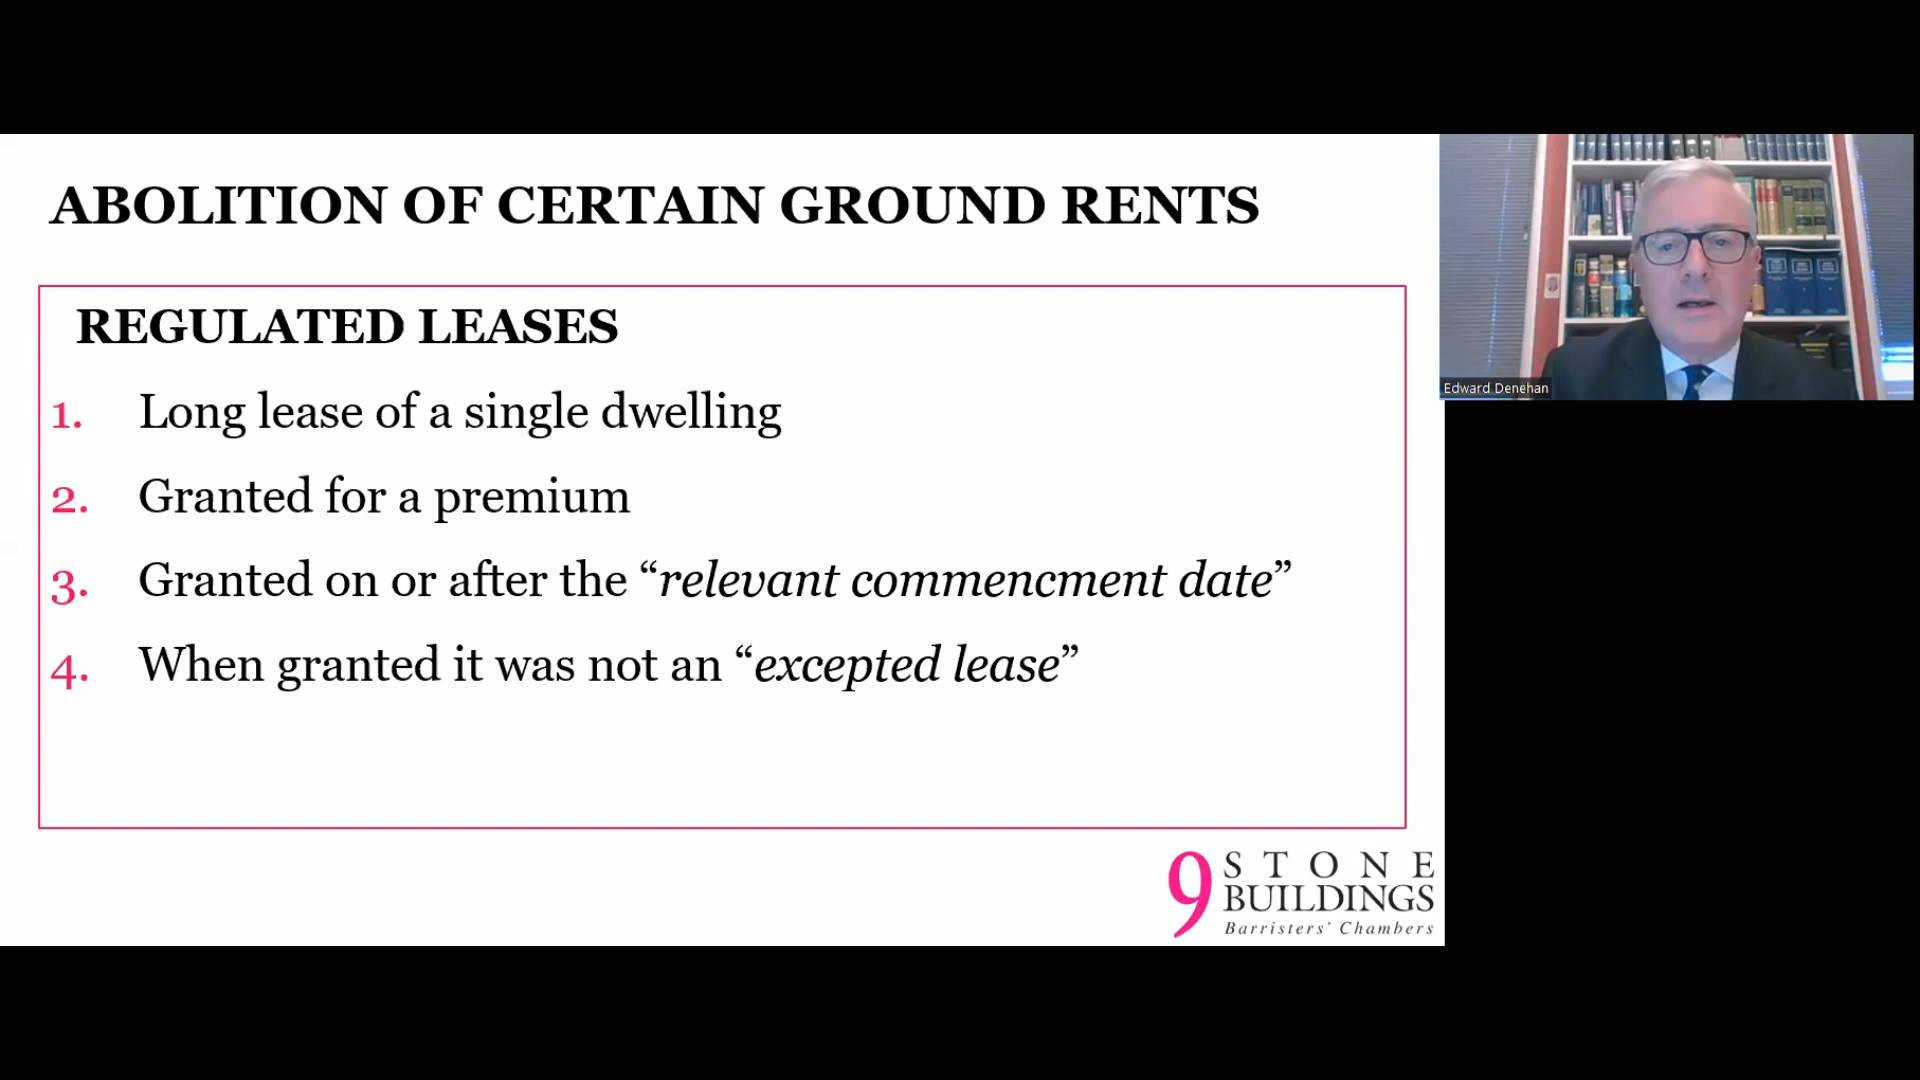 ABOLITION OF CERTAIN GROUND RENTS
REGULATED LEASES
1. Long lease of a single dwelling
2. Granted for a premium
3. Granted on or after the “relevant commencment date”
4. When granted it was not an “excepted lease”
Edward Denehan
9 STONE
BUILDINGS
Barristers' Chambers